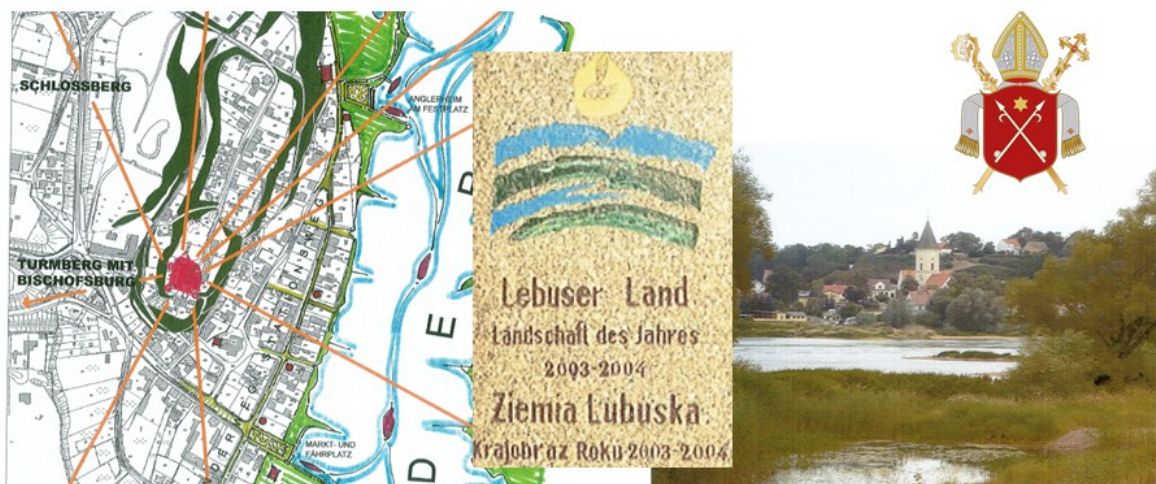 SCHLOSSBERG
TURMBERG MIT
BISCHOFSBURG
ANGLERHEIM
AM FESTPLATZ
MARKT- UND
FÄHRPLATZ
Lebuser Land
Landschaft des Jahres
2003-2004
Ziemia Lubuska
Krajobraz Roku 2003-2004